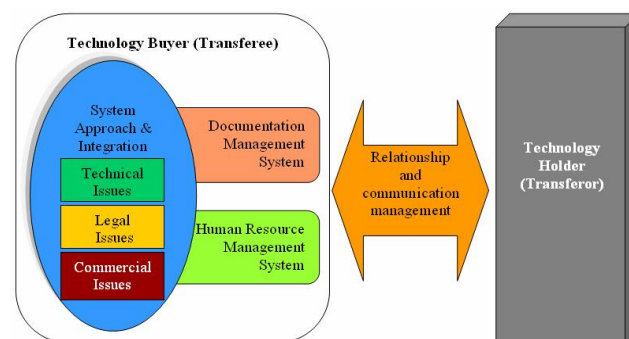 Technology Buyer (Transferee)
System
Approach &
Integration
Technical
Issues
Legal
Issues
Commercial
Issues
Documentation
Management
System
Human Resource
Management
System
Relationship
and
communication
management
Technology
Holder
(Transferor)